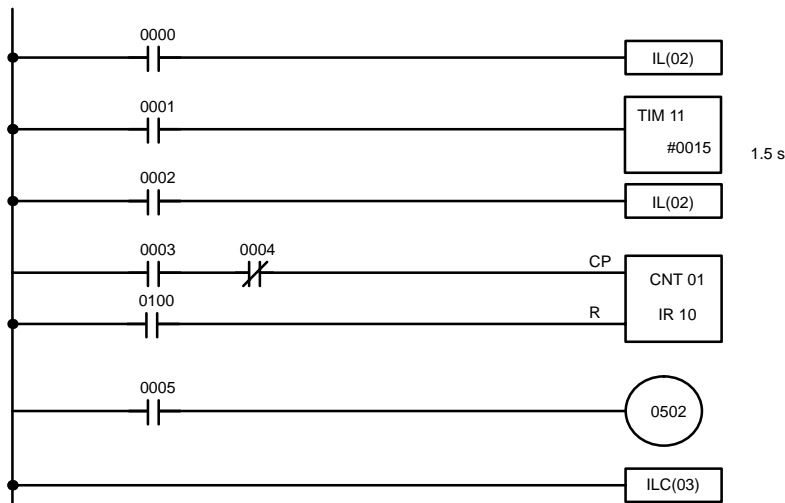 0000
IL(02)
0001
TIM 11
#0015
1.5 s
0002
IL(02)
0003 0004
CP
CNT 01
0100
R
IR 10
0005
0502
ILC(03)